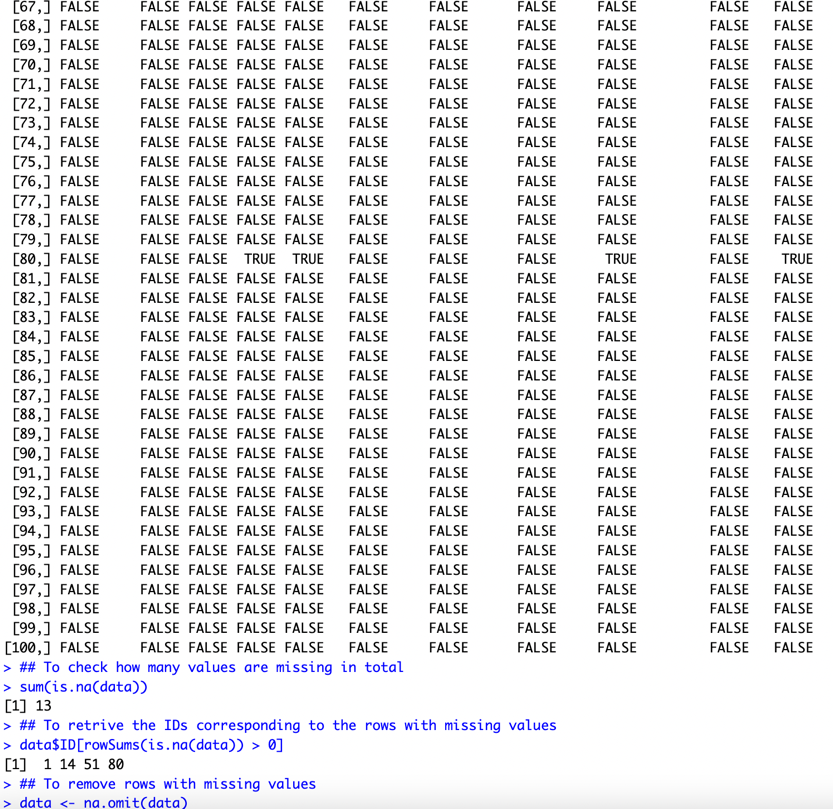 [67,] FALSE FALSE FALSE FALSE FALSE FALSE FALSE FALSE FALSE FALSE FALSE
[68,] FALSE FALSE FALSE FALSE FALSE FALSE FALSE FALSE FALSE FALSE FALSE
[69,] FALSE FALSE FALSE FALSE FALSE FALSE FALSE FALSE FALSE FALSE FALSE
[70,] FALSE FALSE FALSE FALSE FALSE FALSE FALSE FALSE FALSE FALSE FALSE
[71,] FALSE FALSE FALSE FALSE FALSE FALSE FALSE FALSE FALSE FALSE FALSE
[72,] FALSE FALSE FALSE FALSE FALSE FALSE FALSE FALSE FALSE FALSE FALSE
[73,] FALSE FALSE FALSE FALSE FALSE FALSE FALSE FALSE FALSE FALSE FALSE
[74,] FALSE FALSE FALSE FALSE FALSE FALSE FALSE FALSE FALSE FALSE FALSE
[75,] FALSE FALSE FALSE FALSE FALSE FALSE FALSE FALSE FALSE FALSE FALSE
[76,] FALSE FALSE FALSE FALSE FALSE FALSE FALSE FALSE FALSE FALSE FALSE
[77,] FALSE FALSE FALSE FALSE FALSE FALSE FALSE FALSE FALSE FALSE FALSE
[78,] FALSE FALSE FALSE FALSE FALSE FALSE FALSE FALSE FALSE FALSE FALSE
[79,] FALSE FALSE FALSE FALSE FALSE FALSE FALSE FALSE FALSE FALSE FALSE
[80,] FALSE FALSE FALSE TRUE TRUE FALSE FALSE FALSE TRUE FALSE TRUE
[81,] FALSE FALSE FALSE FALSE FALSE FALSE FALSE FALSE FALSE FALSE FALSE
[82,] FALSE FALSE FALSE FALSE FALSE FALSE FALSE FALSE FALSE FALSE FALSE
[83,] FALSE FALSE FALSE FALSE FALSE FALSE FALSE FALSE FALSE FALSE FALSE
[84,] FALSE FALSE FALSE FALSE FALSE FALSE FALSE FALSE FALSE FALSE FALSE
[85,] FALSE FALSE FALSE FALSE FALSE FALSE FALSE FALSE FALSE FALSE FALSE
[86,] FALSE FALSE FALSE FALSE FALSE FALSE FALSE FALSE FALSE FALSE FALSE
[87,] FALSE FALSE FALSE FALSE FALSE FALSE FALSE FALSE FALSE FALSE FALSE
[88,] FALSE FALSE FALSE FALSE FALSE FALSE FALSE FALSE FALSE FALSE FALSE
[89,] FALSE FALSE FALSE FALSE FALSE FALSE FALSE FALSE FALSE FALSE FALSE
[90,] FALSE FALSE FALSE FALSE FALSE FALSE FALSE FALSE FALSE FALSE FALSE
[91,] FALSE FALSE FALSE FALSE FALSE FALSE FALSE FALSE FALSE FALSE FALSE
[92,] FALSE FALSE FALSE FALSE FALSE FALSE FALSE FALSE FALSE FALSE FALSE
[93,] FALSE FALSE FALSE FALSE FALSE FALSE FALSE FALSE FALSE FALSE FALSE
[94,] FALSE FALSE FALSE FALSE FALSE FALSE FALSE FALSE FALSE FALSE FALSE
[95,] FALSE FALSE FALSE FALSE FALSE FALSE FALSE FALSE FALSE FALSE FALSE
[96,] FALSE FALSE FALSE FALSE FALSE FALSE FALSE FALSE FALSE FALSE FALSE
[97,] FALSE FALSE FALSE FALSE FALSE FALSE FALSE FALSE FALSE FALSE FALSE
[98,] FALSE FALSE FALSE FALSE FALSE FALSE FALSE FALSE FALSE FALSE FALSE
[99,] FALSE FALSE FALSE FALSE FALSE FALSE FALSE FALSE FALSE FALSE FALSE
[100,] FALSE FALSE FALSE FALSE FALSE FALSE FALSE FALSE FALSE FALSE FALSE
> ## To check how many values are missing in total
> sum(is.na(data))
[1] 13
> ## To retrive the IDs corresponding to the rows with missing values
> data$ID[rowSums(is.na(data)) > 0]
[1]  1 14 51 80
> ## To remove rows with missing values
> data <- na.omit(data)